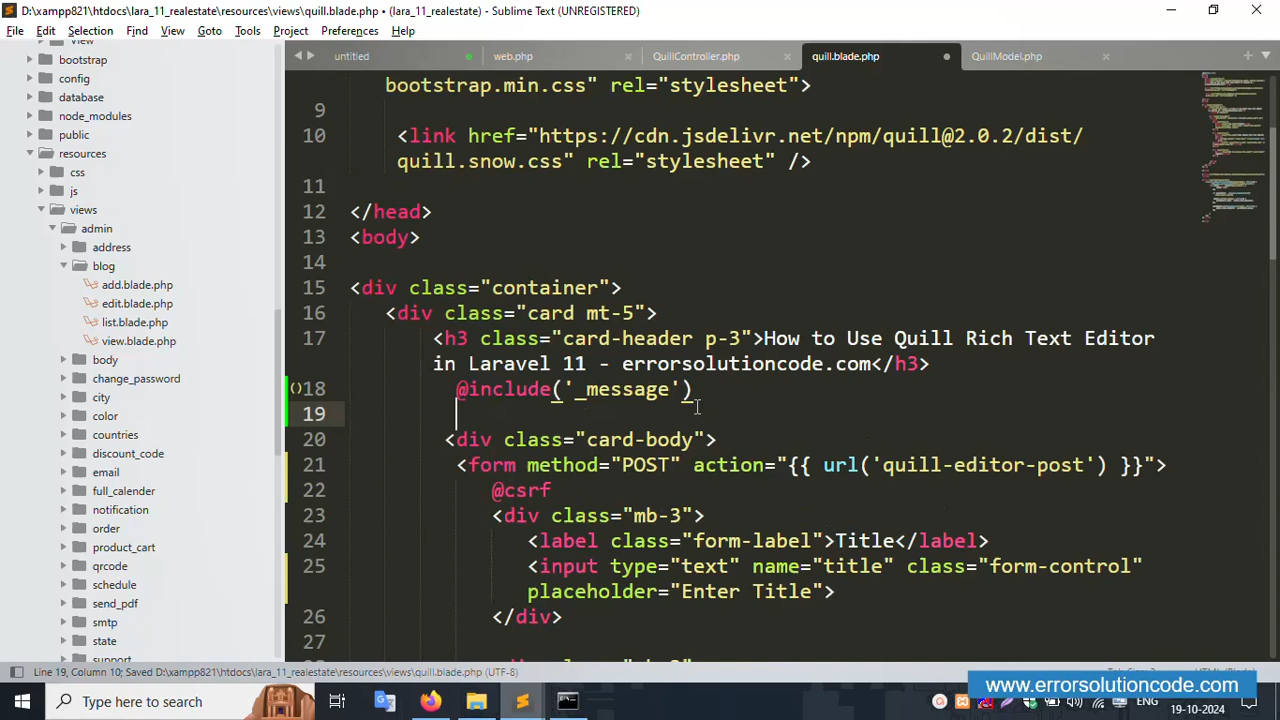 D:\xampp821\htdocs\lara_11_realestate\resources\views\quill.blade.php • (lara_11_realestate) - Sublime Text (UNREGISTERED)
File Edit Selection Find View Goto Tools Project Preferences Help
untitled web.php QuillController.php quill.blade.php QuillModel.php
bootstrap
config
database
node_modules
public
resources
css
js
views
admin
address
blog
add.blade.php
edit.blade.php
list.blade.php
view.blade.php
body
change_password
city
color
countries
discount_code
email
full_calender
notification
order
product_cart
qrcode
schedule
send_pdf
smtp
state
support
bootstrap.min.css" rel="stylesheet">
9
10 <link href="https://cdn.jsdelivr.net/npm/quill@2.0.2/dist/
quill.snow.css" rel="stylesheet" />
11
12 </head>
13 <body>
14
15 <div class="container">
16 <div class="card mt-5">
17 <h3 class="card-header p-3">How to Use Quill Rich Text Editor
in Laravel 11 - errorsolutioncode.com</h3>
18 @include('_message')
19
20 <div class="card-body">
21 <form method="POST" action="{{ url('quill-editor-post') }}">
22 @csrf
23 <div class="mb-3">
24 <label class="form-label">Title</label>
25 <input type="text" name="title" class="form-control"
placeholder="Enter Title">
26 </div>
27
Line 19, Column 10; Saved D:\xampp821\htdocs\lara_11_realestate\resources\views\quill.blade.php (UTF-8)
Type here to search
www.errorsolutioncode.com
19-10-2024